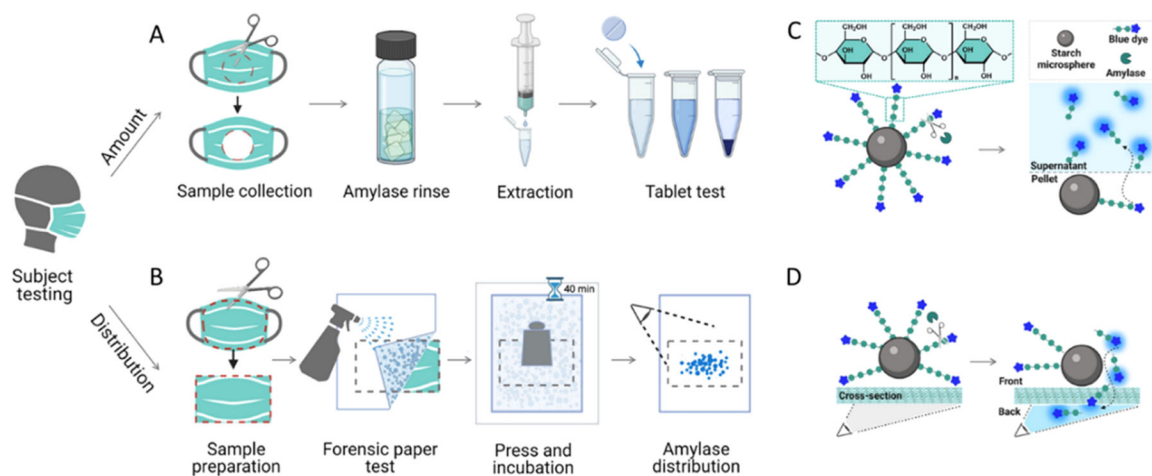 A
Sample collection
Amylase rinse
Extraction
Tablet test
Amount
Subject
testing
Distribution
B
40 min
Sample
preparation
Forensic paper
test
Press and
incubation
Amylase
distribution
C
CH₂OH
CH₂OH
CH₂OH
O
O
O
OH
OH
OH
O
O
O
O
OH
OH
OH
n
Starch
microsphere
Blue dye
Amylase
Supernatant
Pellet
D
Cross-section
Front
Back